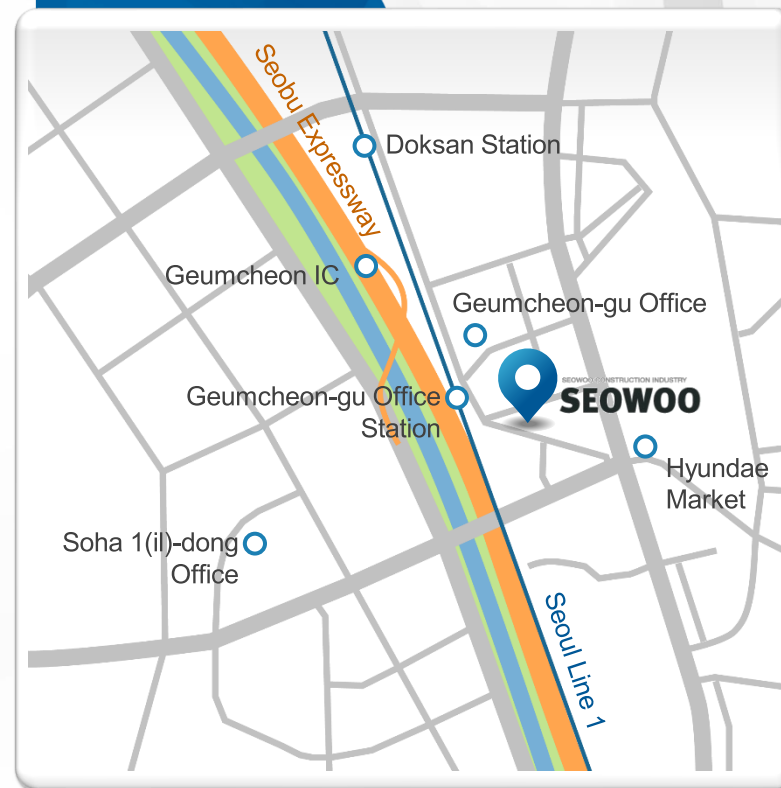 Seobu Expressway
Doksan Station
Geumcheon IC
Geumcheon-gu Office
SEOWOO CONSTRUCTION INDUSTRY
SEOWOO
Geumcheon-gu Office
Station
Hyundae
Market
Soha 1(il)-dong
Office
Seoul Line 1